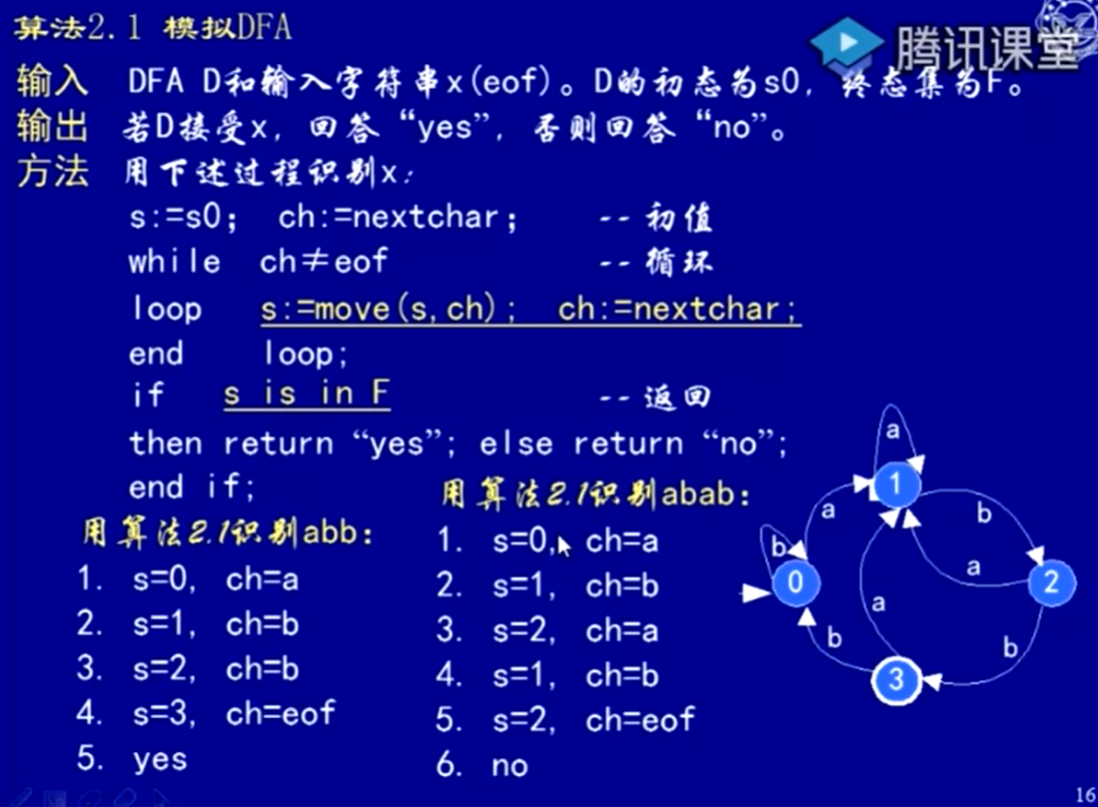 算法2.1 模拟DFA
腾讯课堂
输入 DFA D和输入字符串x(eof)。D的初态为s0, 终态集为F。
输出 若D接受x, 回答“yes”, 否则回答“no”。
方法 用下述过程识别x:
s:=s0; ch:=nextchar; -- 初值
while ch≠eof -- 循环
loop s:=move(s,ch); ch:=nextchar;
end loop;
if s is in F -- 返回
then return “yes”; else return “no”;
end if;
用算法2.1识别abb:
1. s=0, ch=a
2. s=1, ch=b
3. s=2, ch=b
4. s=3, ch=eof
5. yes
用算法2.1识别abab:
1. s=0, ch=a
2. s=1, ch=b
3. s=2, ch=a
4. s=1, ch=b
5. s=2, ch=eof
6. no
a
1
a
b
b
0
a
2
a
b
b
3
16